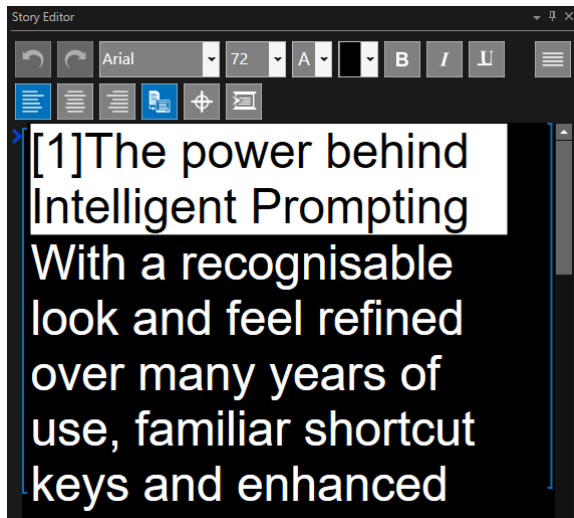 Story Editor
Arial 72 A B I U
[1]The power behind
Intelligent Prompting
With a recognisable
look and feel refined
over many years of
use, familiar shortcut
keys and enhanced